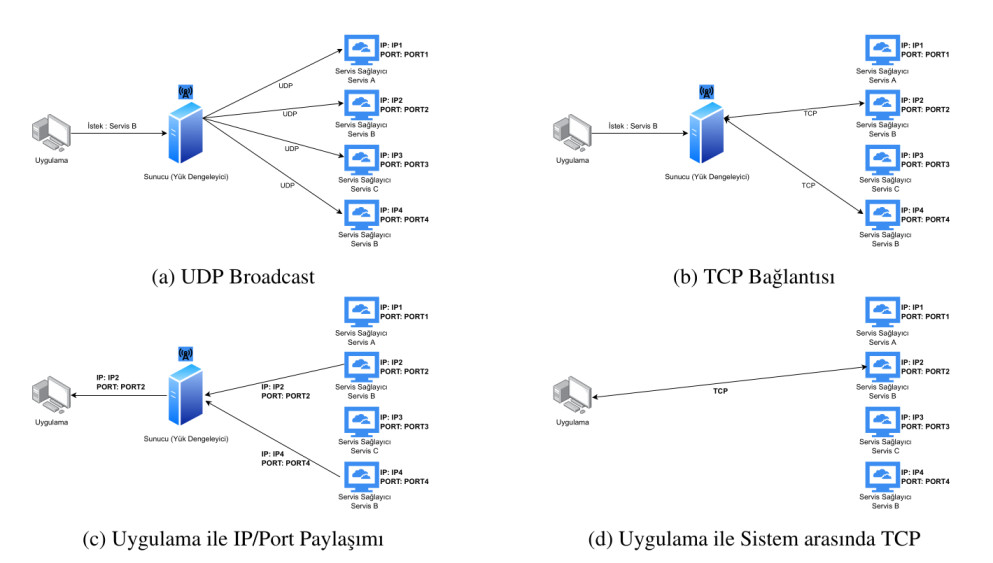 IP: IP1
PORT: PORT1
Servis Sağlayıcı
Servis A
UDP
IP: IP2
PORT: PORT2
UDP
Servis Sağlayıcı
Servis B
İstek : Servis B
Uygulama
UDP
IP: IP3
PORT: PORT3
Sunucu (Yük Dengeleyici)
Servis Sağlayıcı
Servis C
UDP
IP: IP4
PORT: PORT4
Servis Sağlayıcı
Servis B
(a) UDP Broadcast
IP: IP1
PORT: PORT1
Servis Sağlayıcı
Servis A
IP: IP2
PORT: PORT2
TCP
Servis Sağlayıcı
Servis B
İstek : Servis B
Uygulama
IP: IP3
PORT: PORT3
Sunucu (Yük Dengeleyici)
Servis Sağlayıcı
Servis C
TCP
IP: IP4
PORT: PORT4
Servis Sağlayıcı
Servis B
(b) TCP Bağlantısı
IP: IP1
PORT: PORT1
Servis Sağlayıcı
Servis A
IP: IP2
PORT: PORT2
Servis Sağlayıcı
Servis B
IP: IP2
PORT: PORT2
IP: IP2
PORT: PORT2
Uygulama
IP: IP3
PORT: PORT3
Sunucu (Yük Dengeleyici)
Servis Sağlayıcı
Servis C
IP: IP4
PORT: PORT4
IP: IP4
PORT: PORT4
Servis Sağlayıcı
Servis B
(c) Uygulama ile IP/Port Paylaşımı
IP: IP1
PORT: PORT1
Servis Sağlayıcı
Servis A
IP: IP2
PORT: PORT2
Servis Sağlayıcı
Servis B
TCP
Uygulama
IP: IP3
PORT: PORT3
Servis Sağlayıcı
Servis C
IP: IP4
PORT: PORT4
Servis Sağlayıcı
Servis B
(d) Uygulama ile Sistem arasında TCP